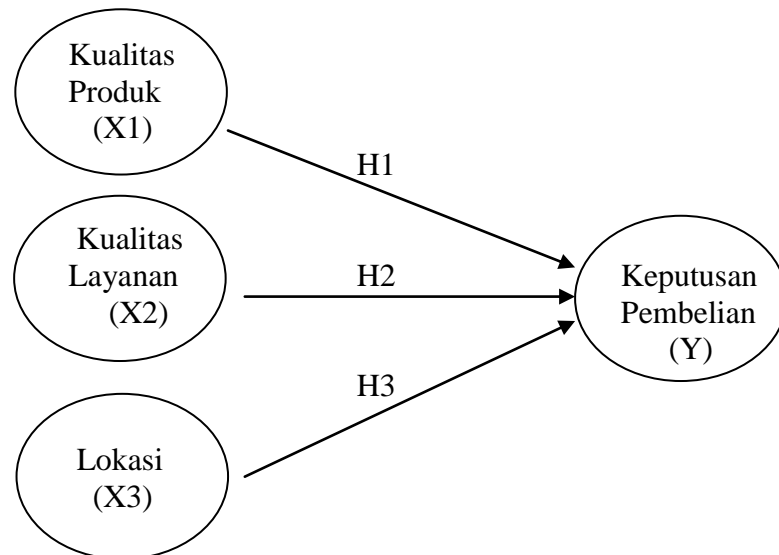 Kualitas
Produk
(X1)
H1
Kualitas
Layanan
(X2)
H2
Keputusan
Pembelian
(Y)
H3
Lokasi
(X3)